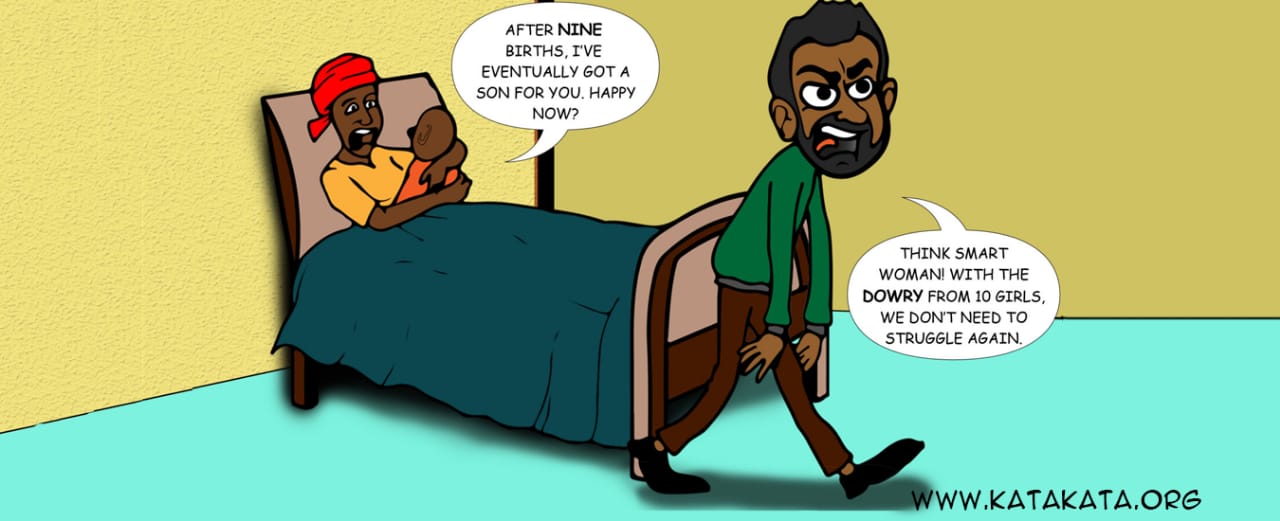 AFTER NINE
BIRTHS, I'VE
EVENTUALLY GOT A
SON FOR YOU. HAPPY
NOW?
THINK SMART
WOMAN! WITH THE
DOWRY FROM 10 GIRLS,
WE DON'T NEED TO
STRUGGLE AGAIN.
WWW.KATAKATA.ORG